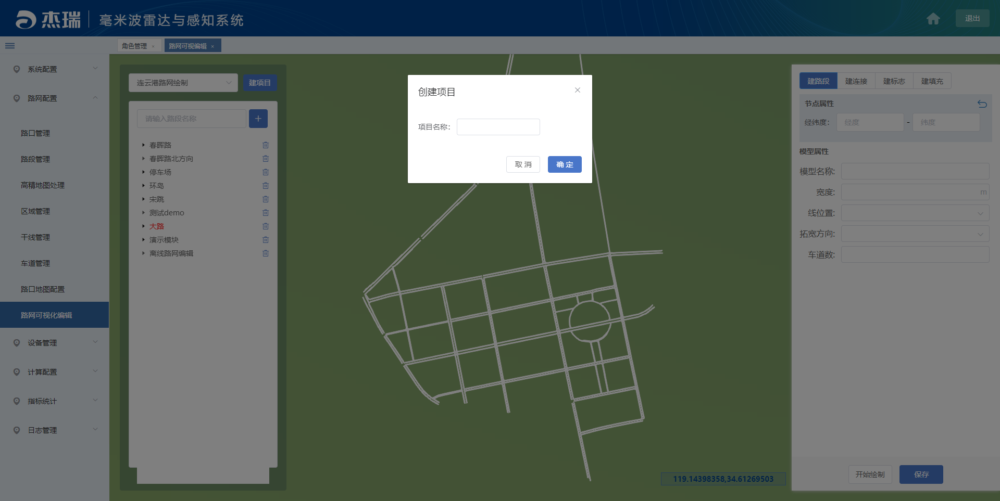 杰瑞 毫米波雷达与感知系统
退出
角色管理 ×
路网可视编辑 ×
系统配置
路网配置
路口管理
路段管理
高精地图处理
区域管理
干线管理
车道管理
路口地图配置
路网可视化编辑
设备管理
计算配置
指标统计
日志管理
连云港路网绘制
建项目
请输入路段名称
+
春晖路
春晖路北方向
停车场
环岛
宋跳
测试demo
大路
演示模块
离线路网编辑
创建项目
×
项目名称：
取 消
确 定
119.14398358,34.61269503
建路段
建连接
建标志
建填充
节点属性
经纬度： 经度 - 纬度
模型属性
模型名称:
宽度: m
线位置:
拓宽方向:
车道数:
开始绘制
保存